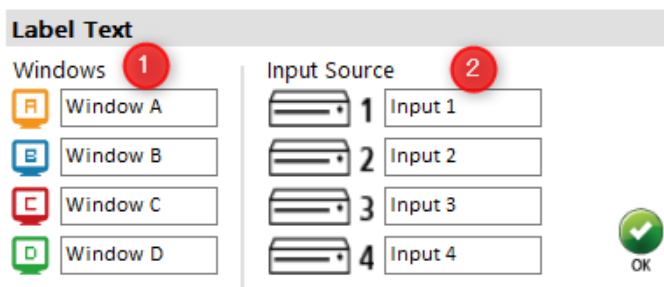 Label Text
Windows 1
Input Source 2
A Window A
1 Input 1
B Window B
2 Input 2
C Window C
3 Input 3
D Window D
4 Input 4
OK